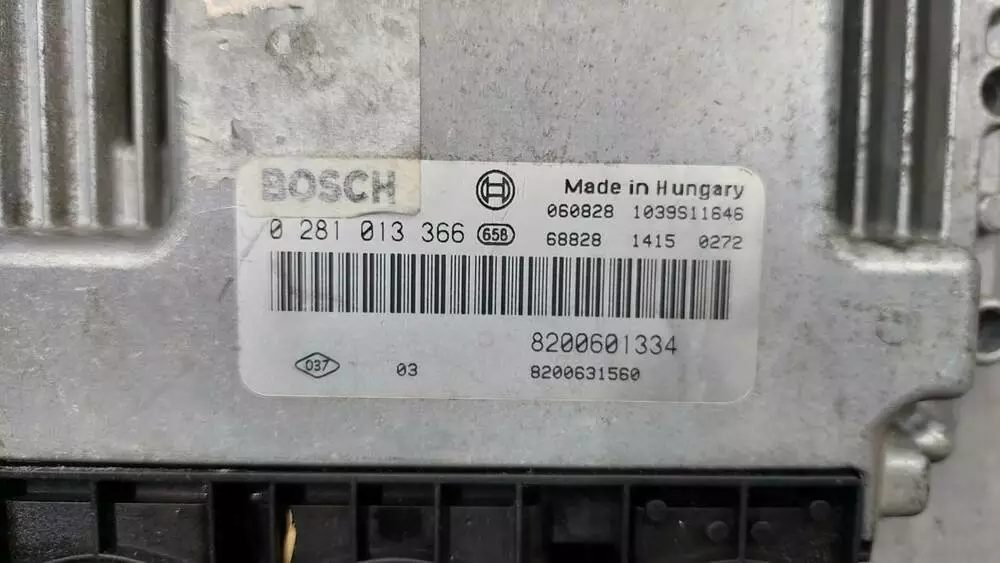 BOSCH
Made in Hungary
060828 1039S11646
0 281 013 366 658 68828 1415 0272
8200601334
037 03 8200631560